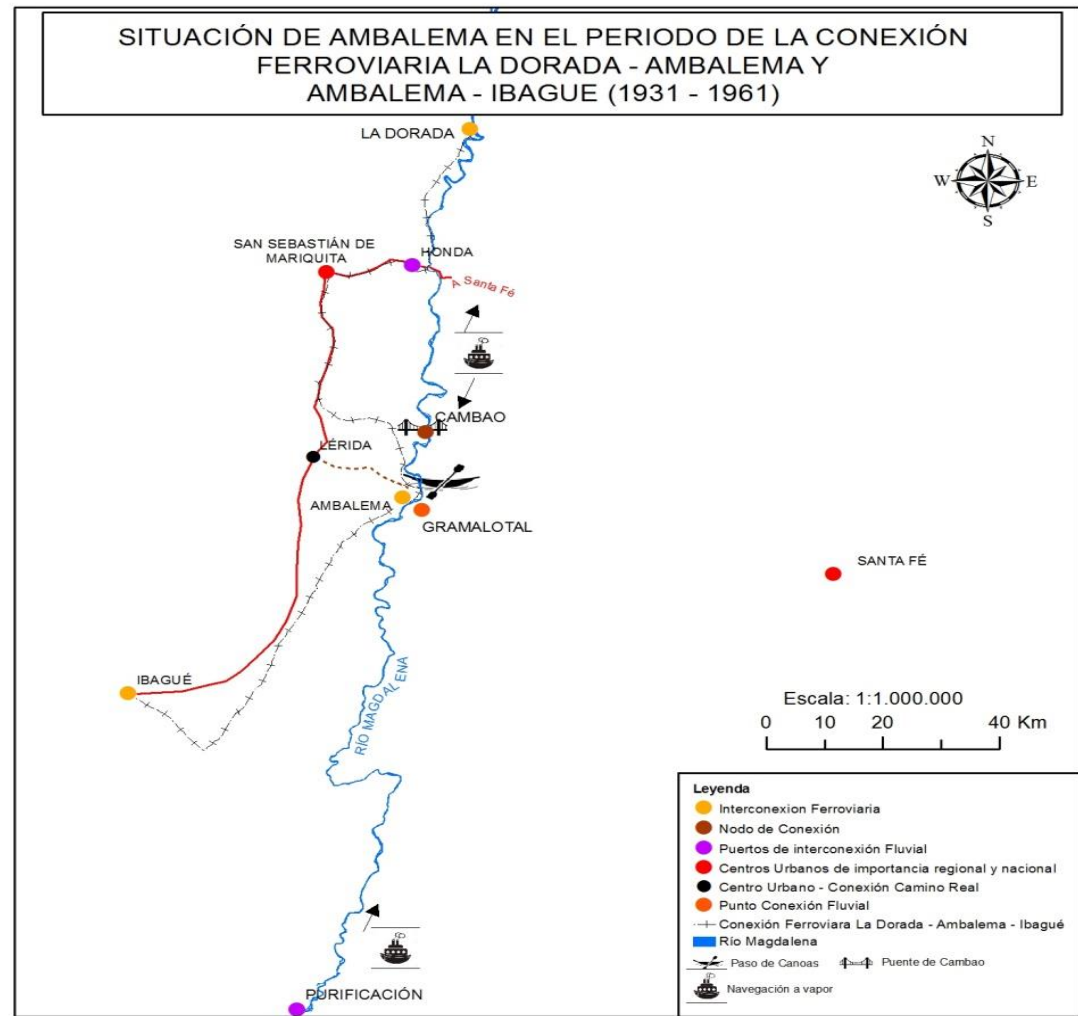 SITUACIÓN DE AMBALEMA EN EL PERIODO DE LA CONEXIÓN
FERROVIARIA LA DORADA - AMBALEMA Y
AMBALEMA - IBAGUE (1931 - 1961)
LA DORADA
N
W E
S
SAN SEBASTIÁN DE
MARIQUITA
HONDA
A Santa Fé
CAMBAO
LÉRIDA
AMBALEMA
GRAMALOTAL
SANTA FÉ
IBAGUÉ
RÍO MAGDALENA
Escala: 1:1.000.000
0 10 20 40 Km
PURIFICACIÓN
Leyenda
Interconexion Ferroviaria
Nodo de Conexión
Puertos de interconexión Fluvial
Centros Urbanos de importancia regional y nacional
Centro Urbano - Conexión Camino Real
Punto Conexión Fluvial
Conexión Ferroviara La Dorada - Ambalema - Ibagué
Río Magdalena
Paso de Canoas Puente de Cambao
Navegación a vapor